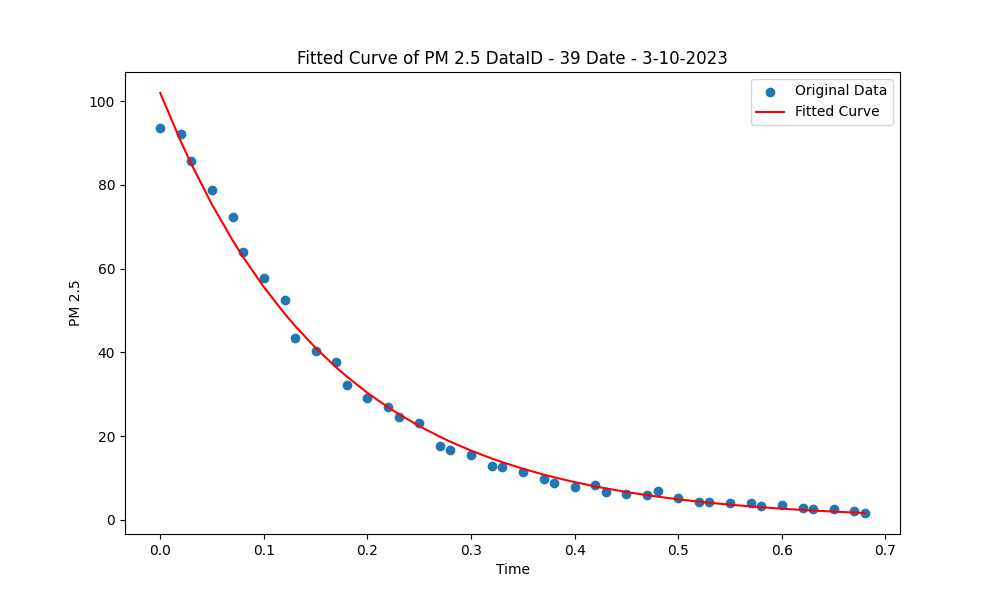 Fitted Curve of PM 2.5 DataID - 39 Date - 3-10-2023
Original Data
Fitted Curve
100
80
60
40
20
0
PM 2.5
0.0 0.1 0.2 0.3 0.4 0.5 0.6 0.7
Time